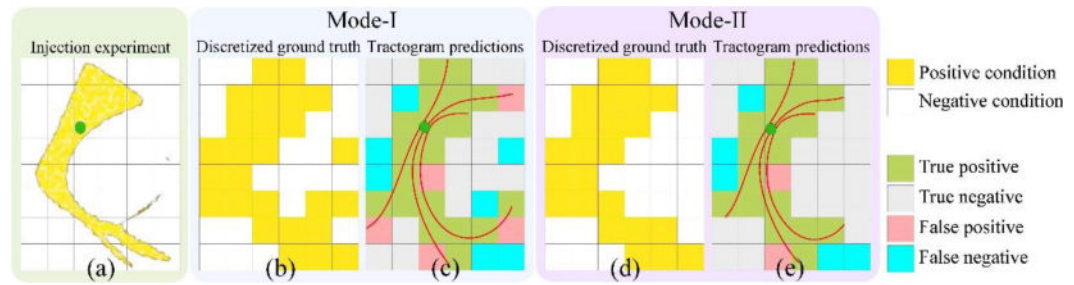 Mode-I
Mode-II
Injection experiment
Discretized ground truth
Tractogram predictions
Discretized ground truth
Tractogram predictions
Positive condition
Negative condition
True positive
True negative
False positive
False negative
(a)
(b)
(c)
(d)
(e)